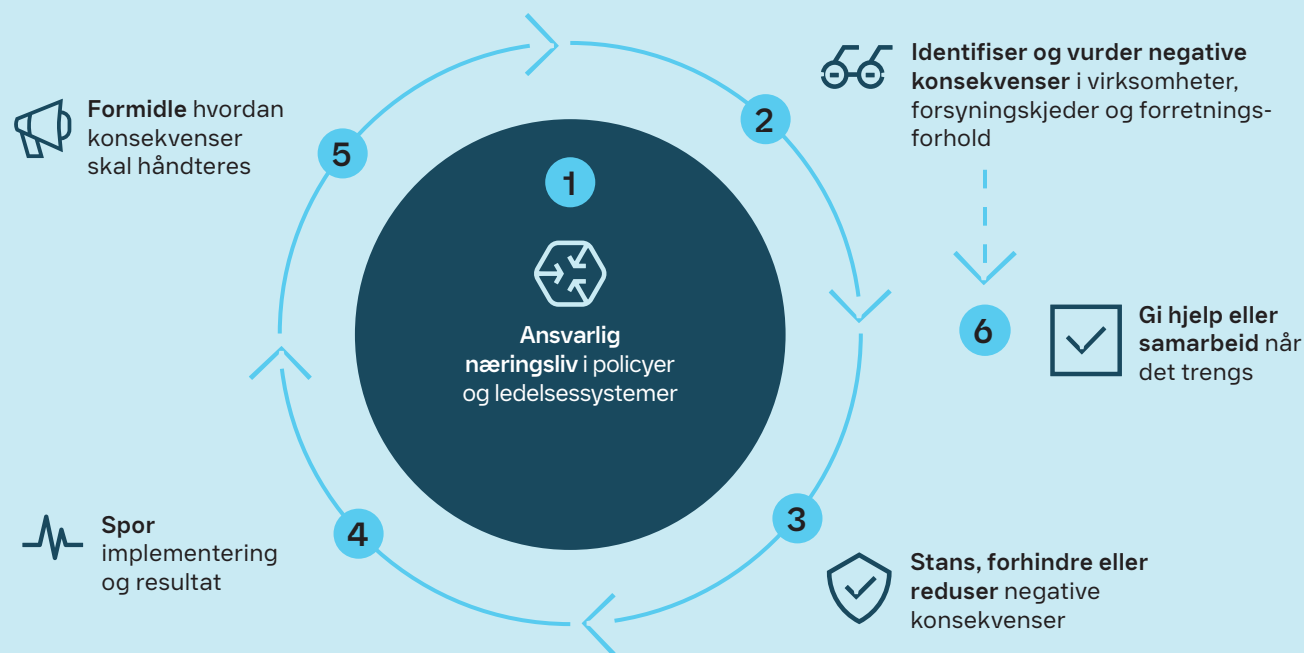 1
Ansvarlig
næringsliv i policyer
og ledelsessystemer
2
Identifiser og vurder negative
konsekvenser i virksomheter,
forsyningskjeder og forretnings-
forhold
3
Stans, forhindre eller
reduser negative
konsekvenser
4
Spor
implementering
og resultat
5
Formidle hvordan
konsekvenser
skal håndteres
6
Gi hjelp eller
samarbeid når
det trengs